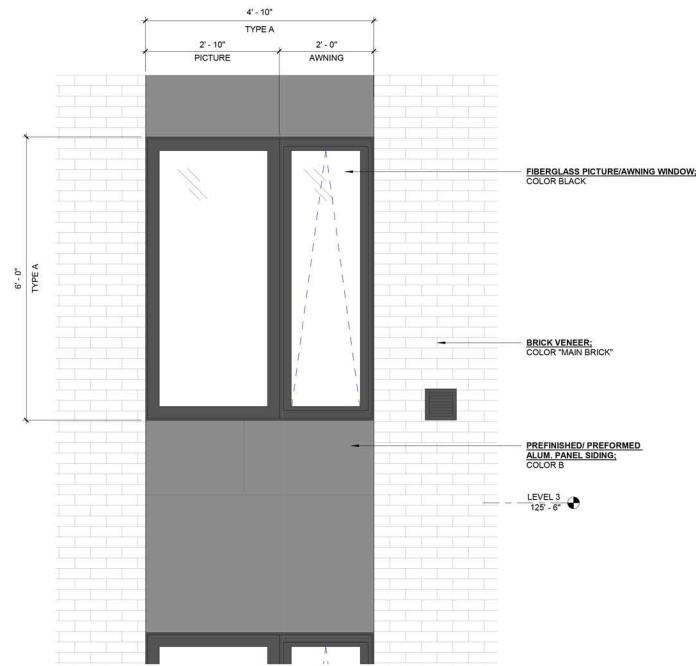 4' - 10"
TYPE A
2' - 10"
2' - 0"
PICTURE
AWNING
6' - 0"
TYPE A
FIBERGLASS PICTURE/AWNING WINDOW;
COLOR BLACK
BRICK VENEER;
COLOR "MAIN BRICK"
PREFINISHED/ PREFORMED
ALUM. PANEL SIDING;
COLOR B
LEVEL 3
125' - 6"